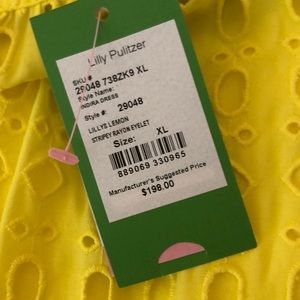 Lilly Pulitzer
SKU #
29048 738ZK9 XL
Style Name:
INDIRA DRESS
Style #: 29048
LILLYS LEMON
STRIPEY RAYON EYELET
Size: XL
889069 330965
Manufacturer's Suggested Price
$198.00